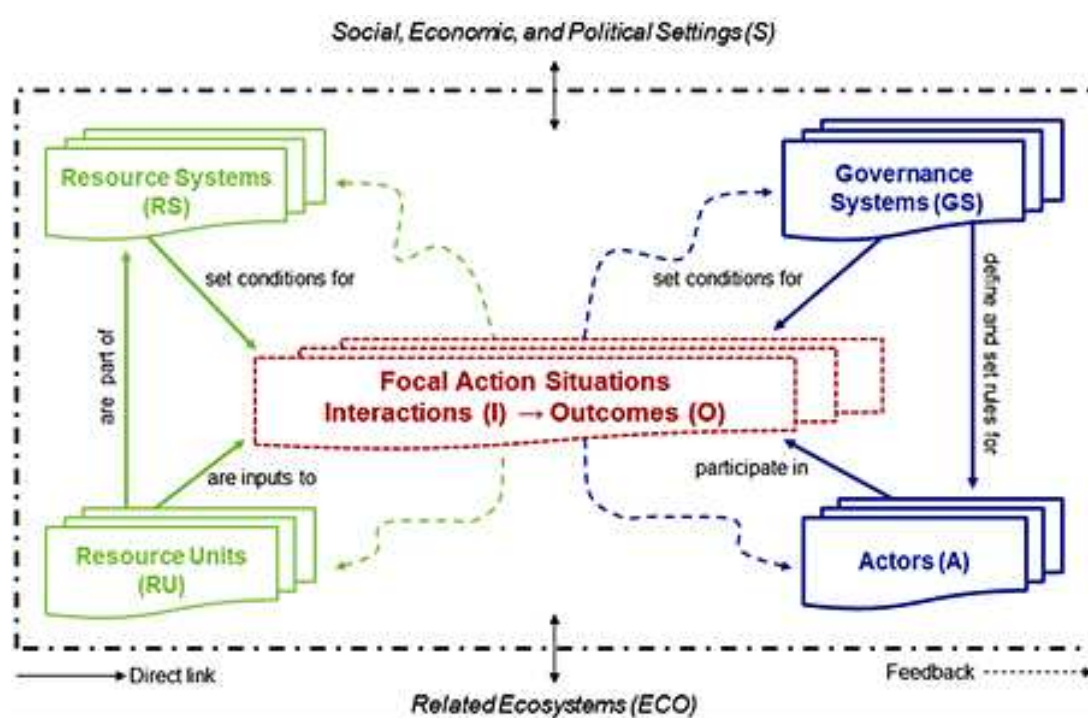 Social, Economic, and Political Settings (S)
Resource Systems
(RS)
Governance
Systems (GS)
set conditions for
set conditions for
are part of
define and set rules for
Focal Action Situations
Interactions (I) → Outcomes (O)
are inputs to
participate in
Resource Units
(RU)
Actors (A)
Direct link
Feedback
Related Ecosystems (ECO)